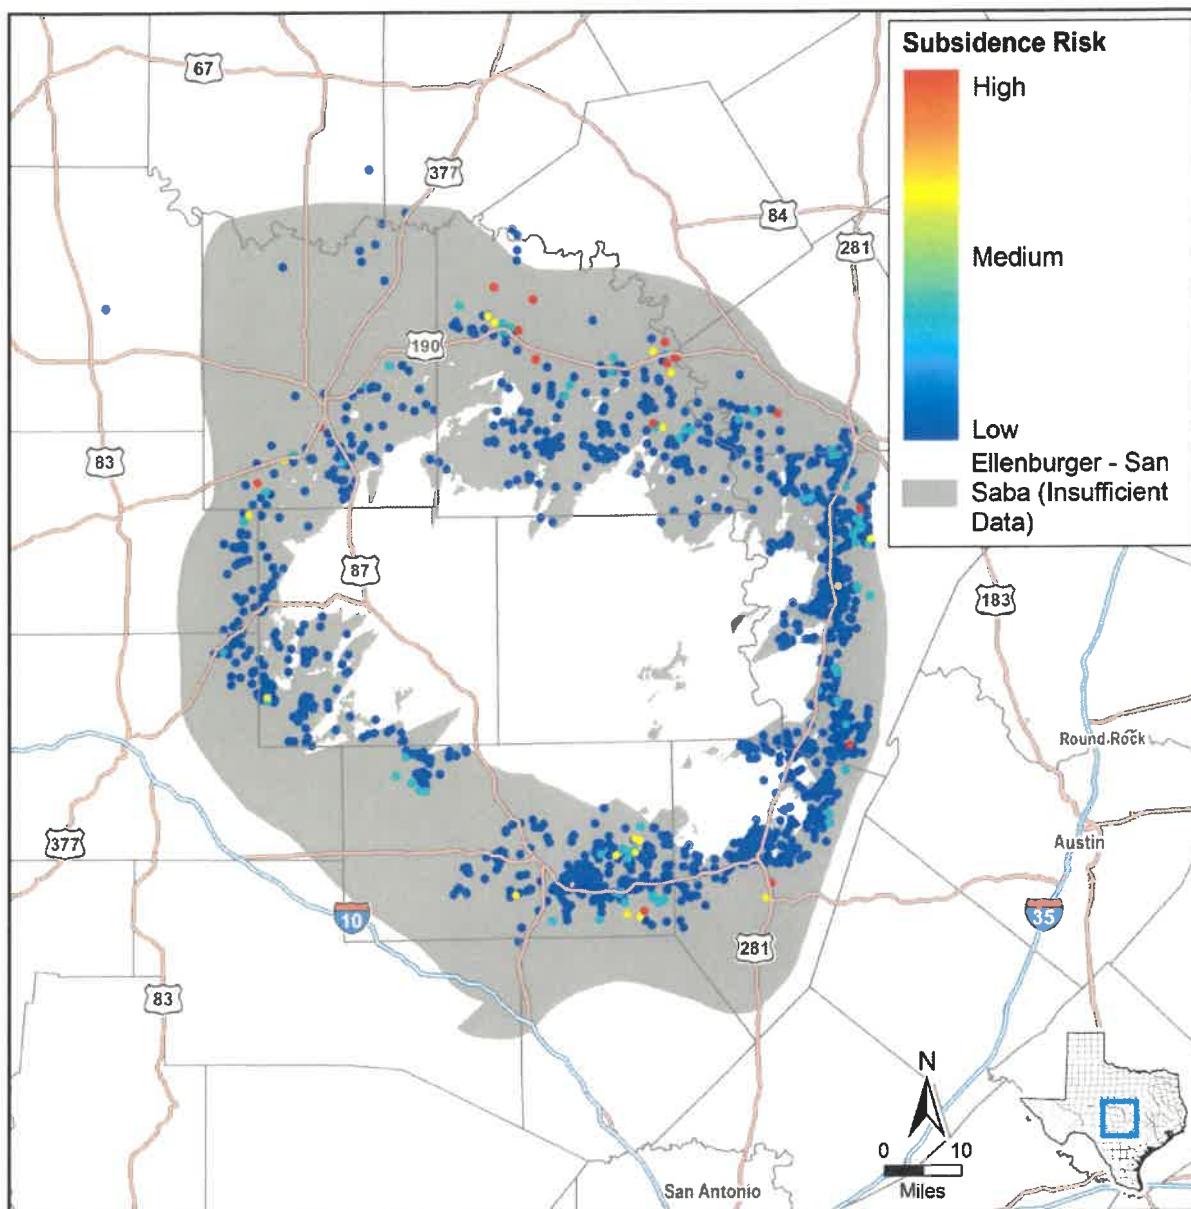 Subsidence Risk
High
Medium
Low
Ellenburger - San
Saba (Insufficient
Data)
67
377
84
281
190
83
87
183
Round Rock
377
Austin
10
35
281
83
N
0 10
Miles
San Antonio